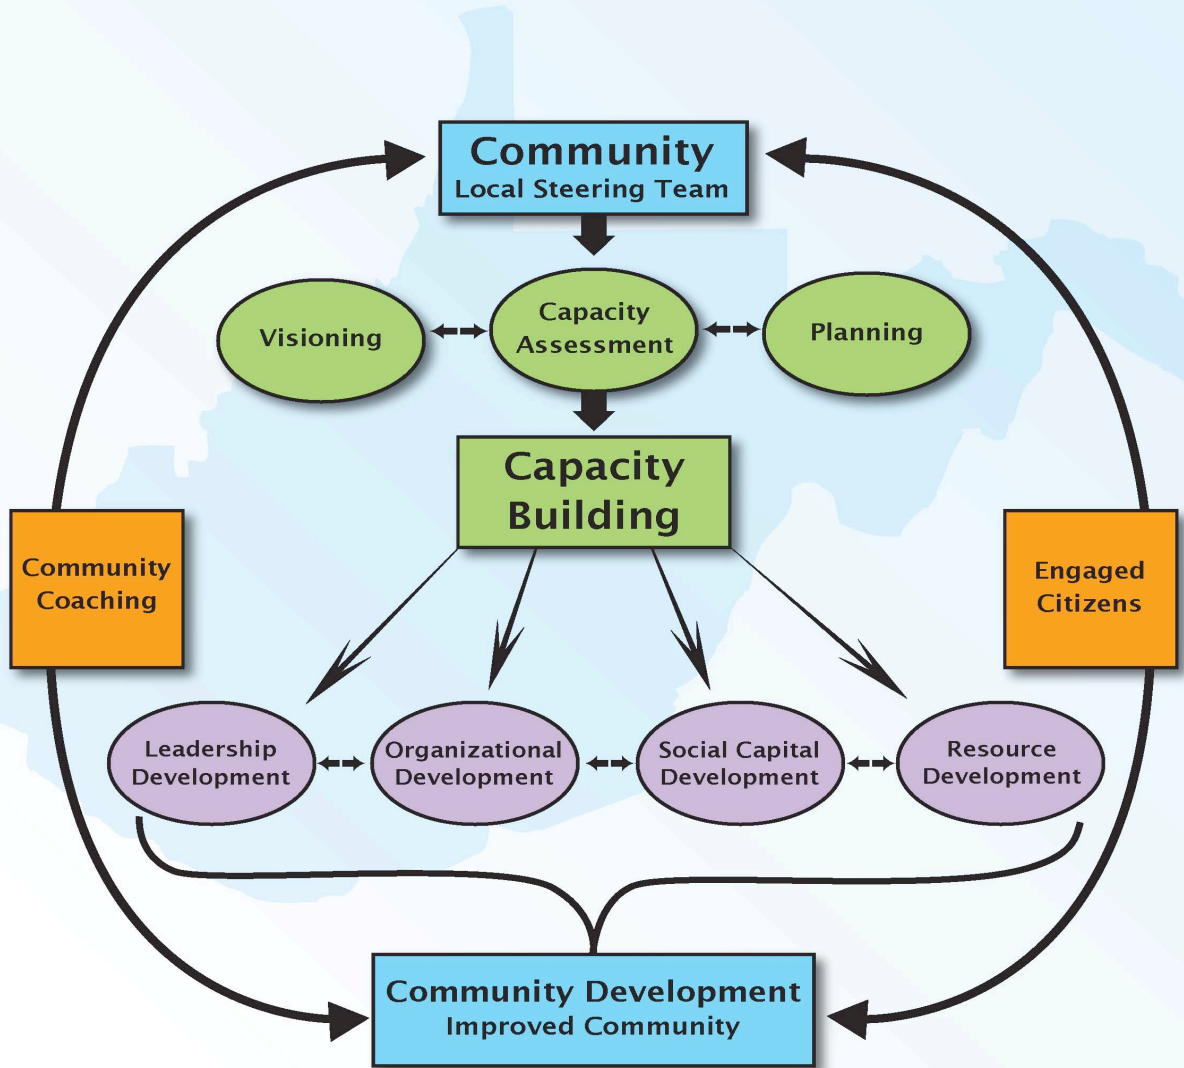 Community
Local Steering Team
Visioning
Capacity
Assessment
Planning
Capacity
Building
Community
Coaching
Engaged
Citizens
Leadership
Development
Organizational
Development
Social Capital
Development
Resource
Development
Community Development
Improved Community